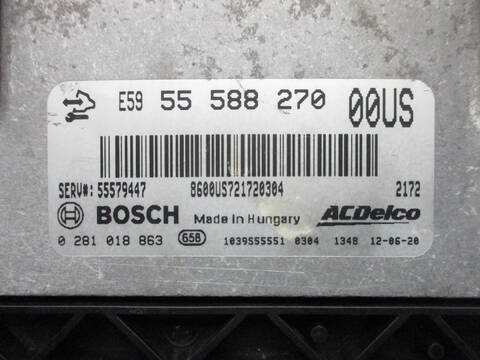 E59 55 588 270 00US
SERV#:55579447 8600US721720304 2172
BOSCH Made in Hungary ACDelco
0 281 018 863 658 1039S55551 0304 1348 12-06-20